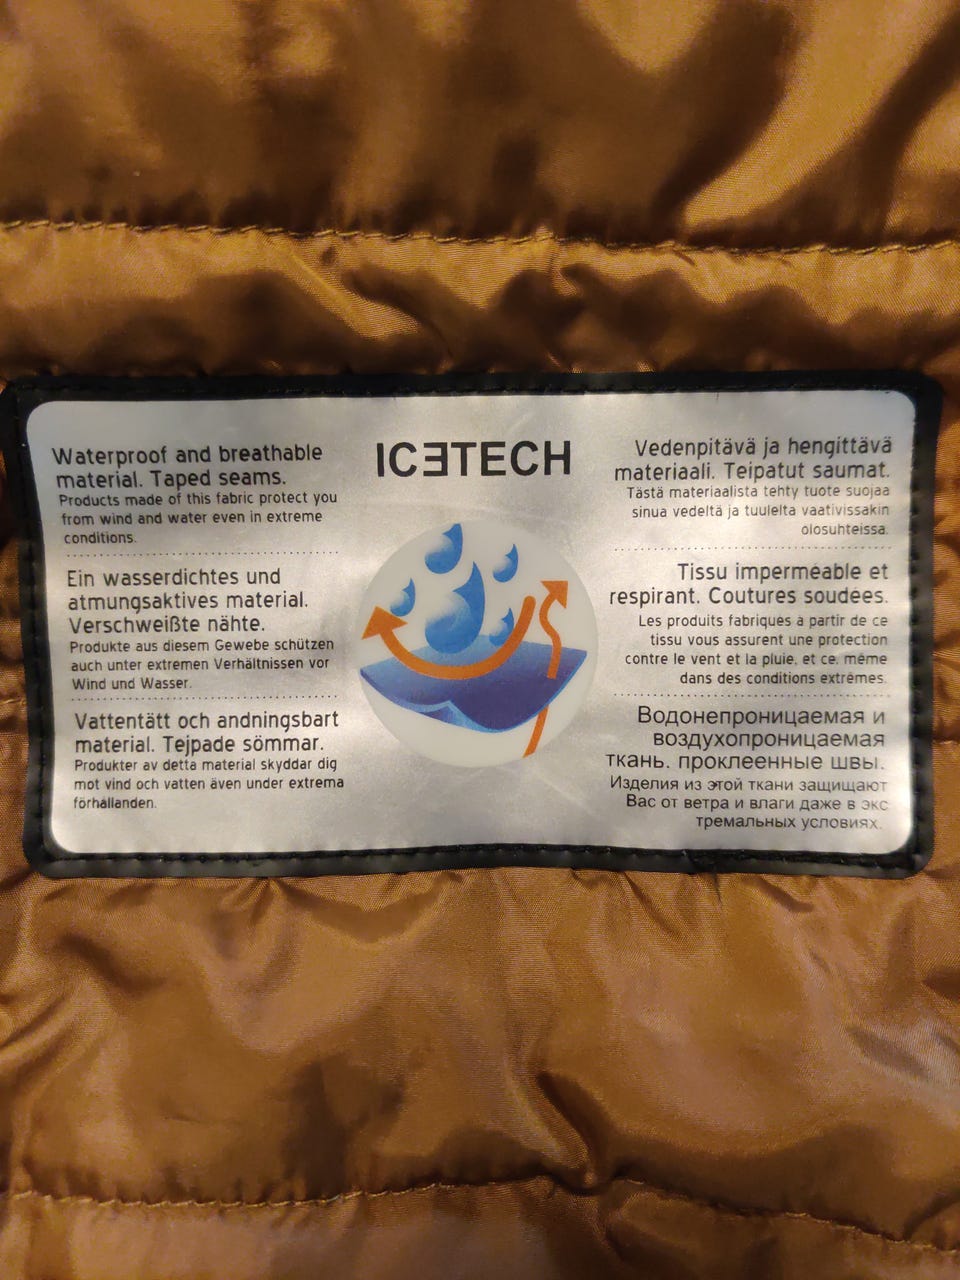 Waterproof and breathable
material. Taped seams.
Products made of this fabric protect you
from wind and water even in extreme
conditions.
Ein wasserdichtes und
atmungsaktives material.
Verschweißte nähte.
Produkte aus diesem Gewebe schützen
auch unter extremen Verhältnissen vor
Wind und Wasser.
Vattentätt och andningsbart
material. Tejpade sömmar.
Produkter av detta material skyddar dig
mot vind och vatten även under extrema
förhållanden.
ICETECH
Vedenpitävä ja hengittävä
materiaali. Teipatut saumat.
Tästä materiaalista tehty tuote suojaa
sinua vedeltä ja tuulelta vaativissakin
olosuhteissa.
Tissu imperméable et
respirant. Coutures soudées.
Les produits fabriqués à partir de ce
tissu vous assurent une protection
contre le vent et la pluie, et ce, même
dans des conditions extrêmes.
Водонепроницаемая и
воздухопроницаемая
ткань. проклеенные швы.
Изделия из этой ткани защищают
Вас от ветра и влаги даже в экс
тремальных условиях.